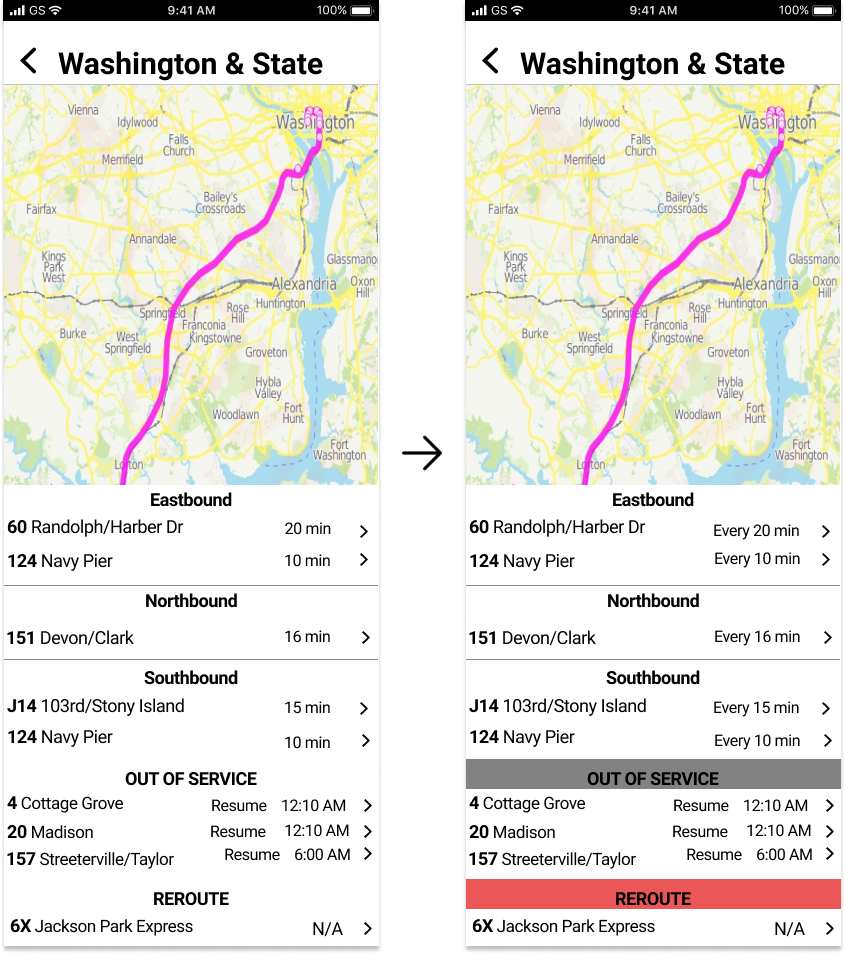 GS 9:41 AM 100%
Washington & State
Vienna
Idylwood
Washington
Falls
Church
Merrifield
Bailey's
Crossroads
Fairfax
Annandale
Kings
Park
West
Glassmano
Alexandria
Oxon
Hill
Huntington
Springfield
Rose
Hill
Franconia
Kingstowne
Burke
West
Springfield
Groveton
Hybla
Valley
Woodlawn
Fort
Hunt
Fort
Washington
Lorton
Eastbound
60 Randolph/Harber Dr 20 min
124 Navy Pier 10 min
Northbound
151 Devon/Clark 16 min
Southbound
J14 103rd/Stony Island 15 min
124 Navy Pier 10 min
OUT OF SERVICE
4 Cottage Grove Resume 12:10 AM
20 Madison Resume 12:10 AM
157 Streeterville/Taylor Resume 6:00 AM
REROUTE
6X Jackson Park Express N/A
GS 9:41 AM 100%
Washington & State
Vienna
Idylwood
Washington
Falls
Church
Merrifield
Bailey's
Crossroads
Fairfax
Annandale
Kings
Park
West
Glassmano
Alexandria
Oxon
Hill
Huntington
Springfield
Rose
Hill
Franconia
Kingstowne
Burke
West
Springfield
Groveton
Hybla
Valley
Woodlawn
Fort
Hunt
Fort
Washington
Lorton
Eastbound
60 Randolph/Harber Dr Every 20 min
124 Navy Pier Every 10 min
Northbound
151 Devon/Clark Every 16 min
Southbound
J14 103rd/Stony Island Every 15 min
124 Navy Pier Every 10 min
OUT OF SERVICE
4 Cottage Grove Resume 12:10 AM
20 Madison Resume 12:10 AM
157 Streeterville/Taylor Resume 6:00 AM
REROUTE
6X Jackson Park Express N/A